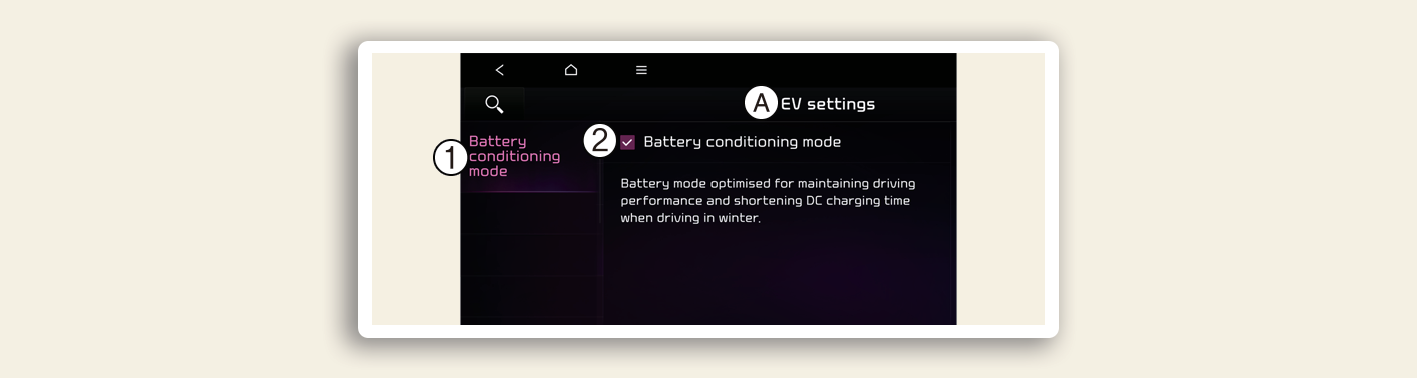 A EV settings
1 Battery
conditioning
mode
2 Battery conditioning mode
Battery mode optimised for maintaining driving
performance and shortening DC charging time
when driving in winter.